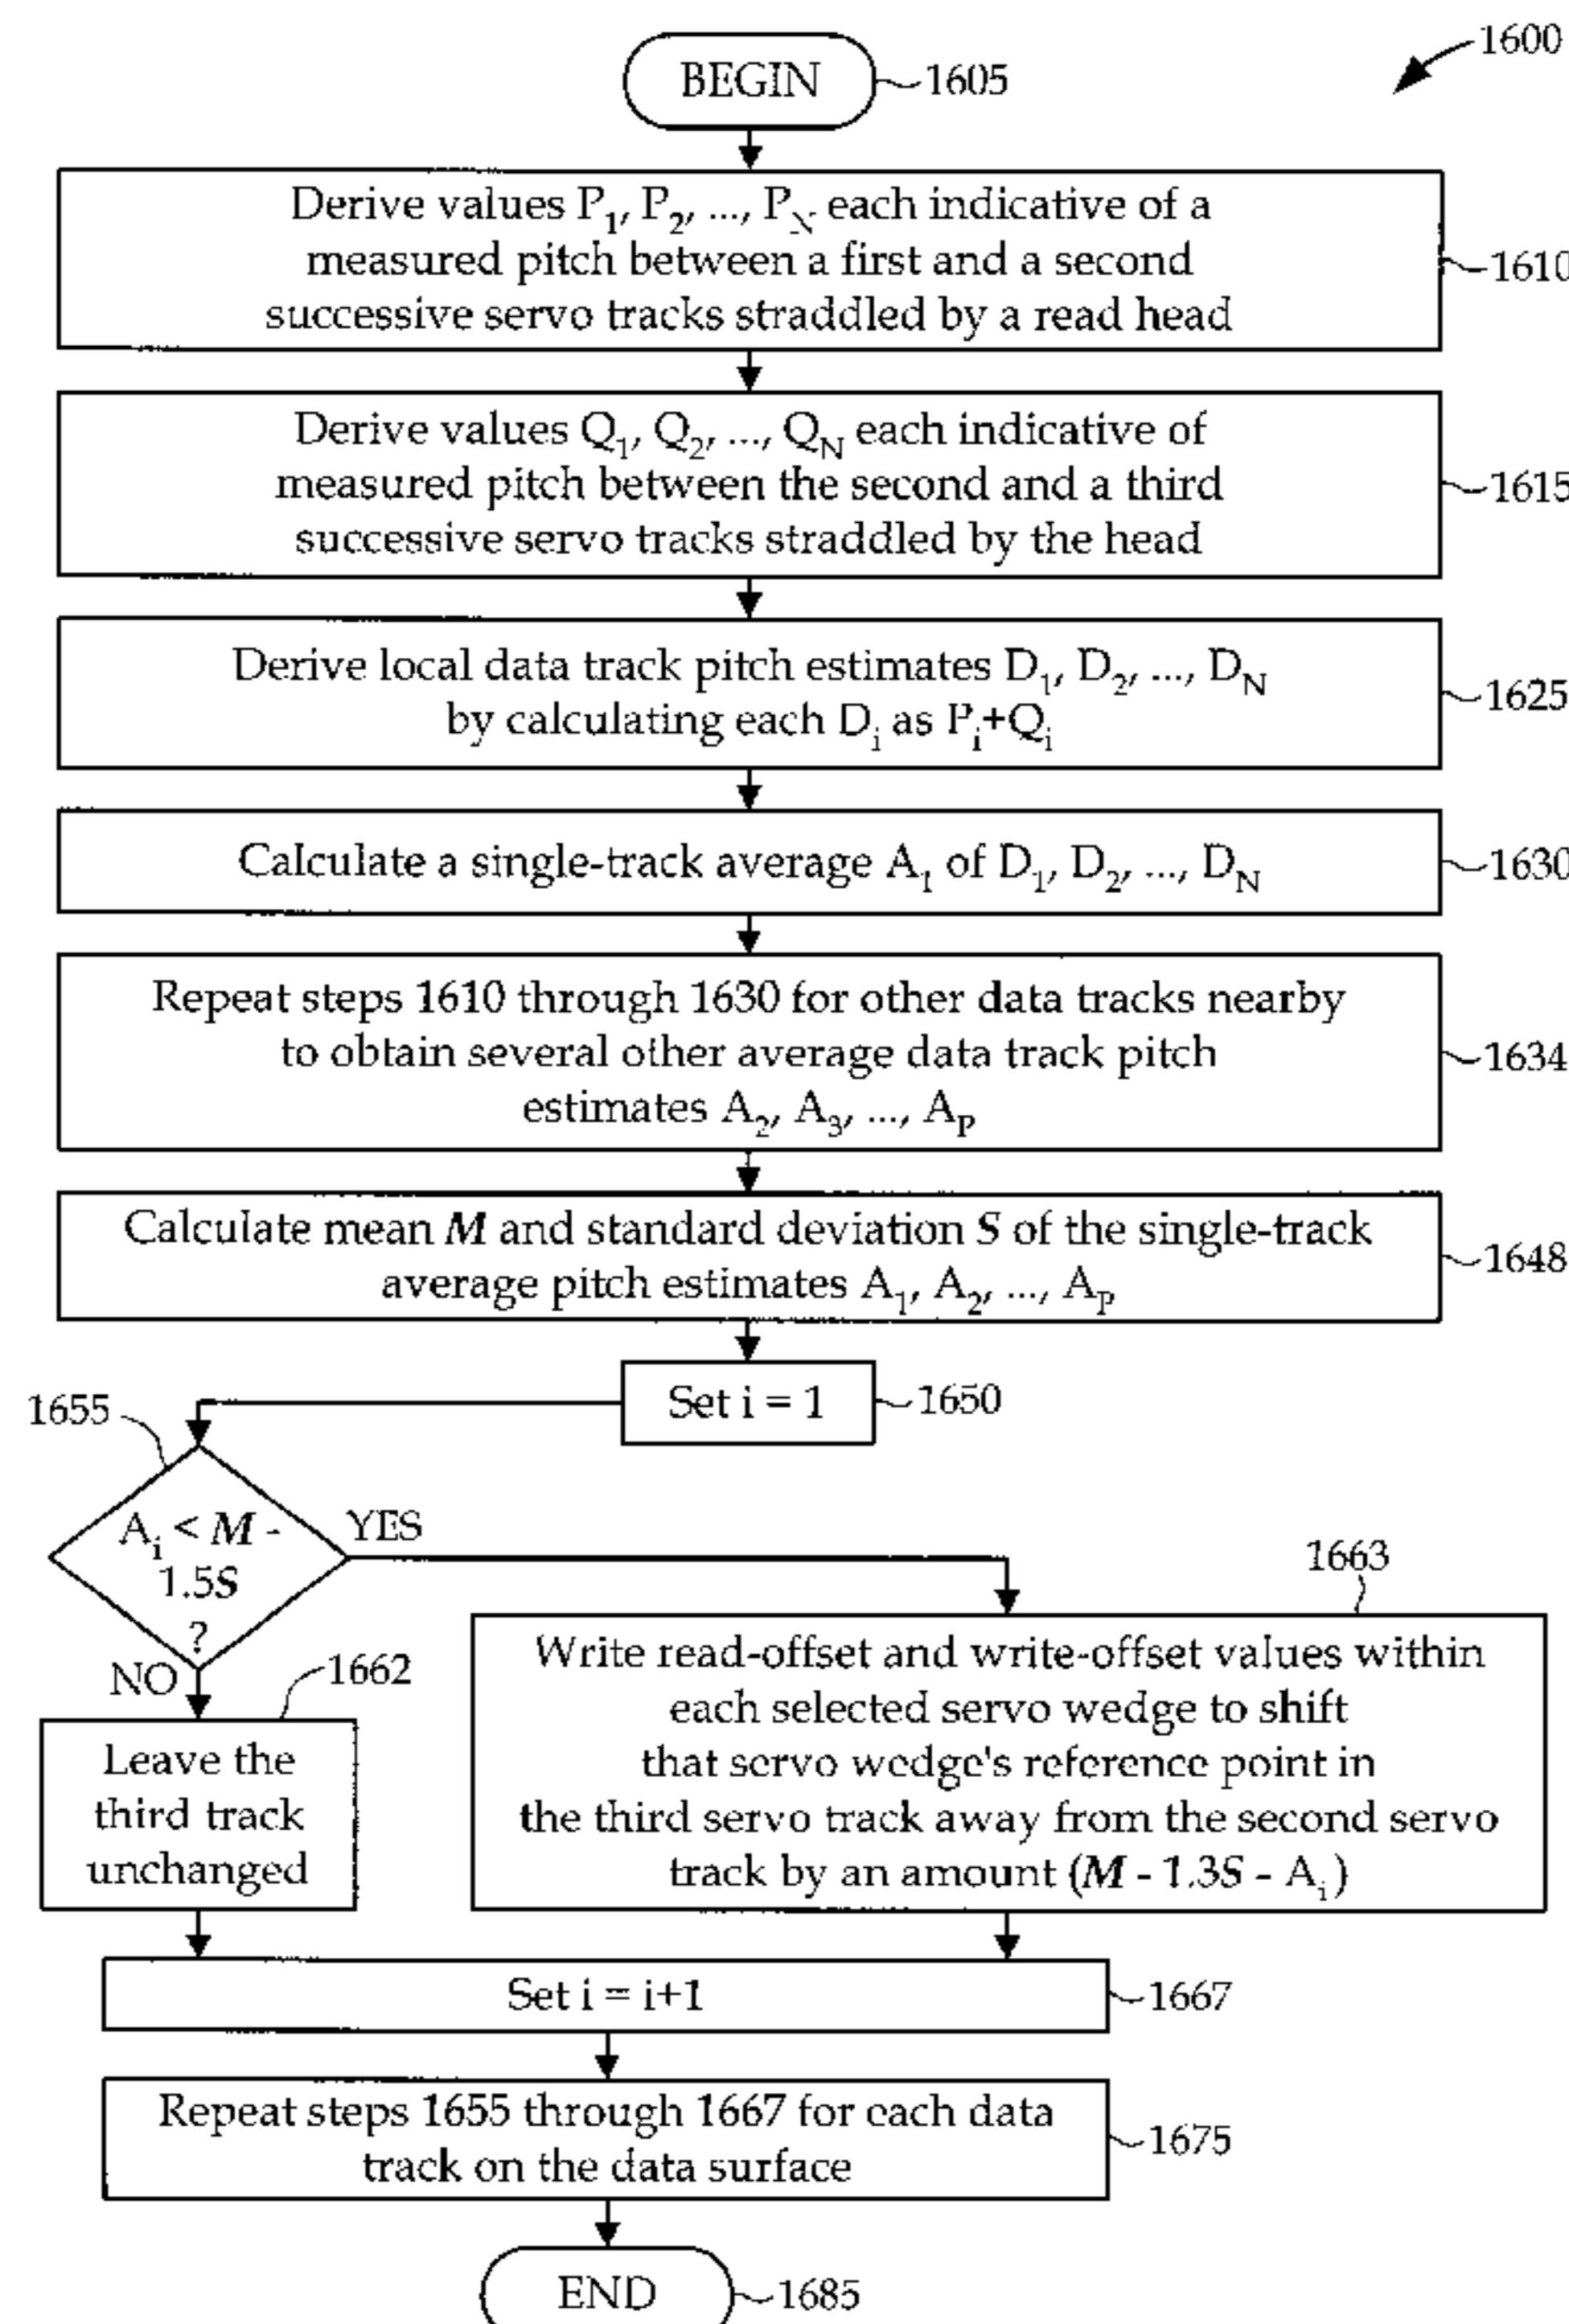 1600
BEGIN
1605
Derive values P1, P2, ..., PN each indicative of a
measured pitch between a first and a second
successive servo tracks straddled by a read head
1610
Derive values Q1, Q2, ..., QN each indicative of
measured pitch between the second and a third
successive servo tracks straddled by the head
1615
Derive local data track pitch estimates D1, D2, ..., DN
by calculating each Di as Pi+Qi
1625
Calculate a single-track average A1 of D1, D2, ..., DN
1630
Repeat steps 1610 through 1630 for other data tracks nearby
to obtain several other average data track pitch
estimates A2, A3, ..., AP
1634
Calculate mean M and standard deviation S of the single-track
average pitch estimates A1, A2, ..., AP
1648
Set i = 1
1650
1655
Ai < M -
1.5S
?
YES
NO
1662
Leave the
third track
unchanged
1663
Write read-offset and write-offset values within
each selected servo wedge to shift
that servo wedge's reference point in
the third servo track away from the second servo
track by an amount (M - 1.3S - Ai)
Set i = i+1
1667
Repeat steps 1655 through 1667 for each data
track on the data surface
1675
END
1685